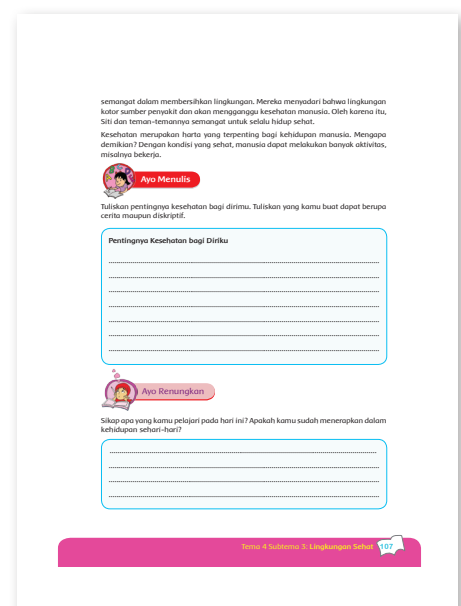 semangat dalam membersihkan lingkungan. Mereka menyadari bahwa lingkungan
kotor sumber penyakit dan akan mengganggu kesehatan manusia. Oleh karena itu,
Siti dan teman-temannya semangat untuk selalu hidup sehat.
Kesehatan merupakan harta yang terpenting bagi kehidupan manusia. Mengapa
demikian? Dengan kondisi yang sehat, manusia dapat melakukan banyak aktivitas,
misalnya bekerja.
Ayo Menulis
Tuliskan pentingnya kesehatan bagi dirimu. Tuliskan yang kamu buat dapat berupa
cerita maupun diskriptif.
Pentingnya Kesehatan bagi Diriku
Ayo Renungkan
Sikap apa yang kamu pelajari pada hari ini? Apakah kamu sudah menerapkan dalam
kehidupan sehari-hari?
Tema 4 Subtema 3: Lingkungan Sehat 107